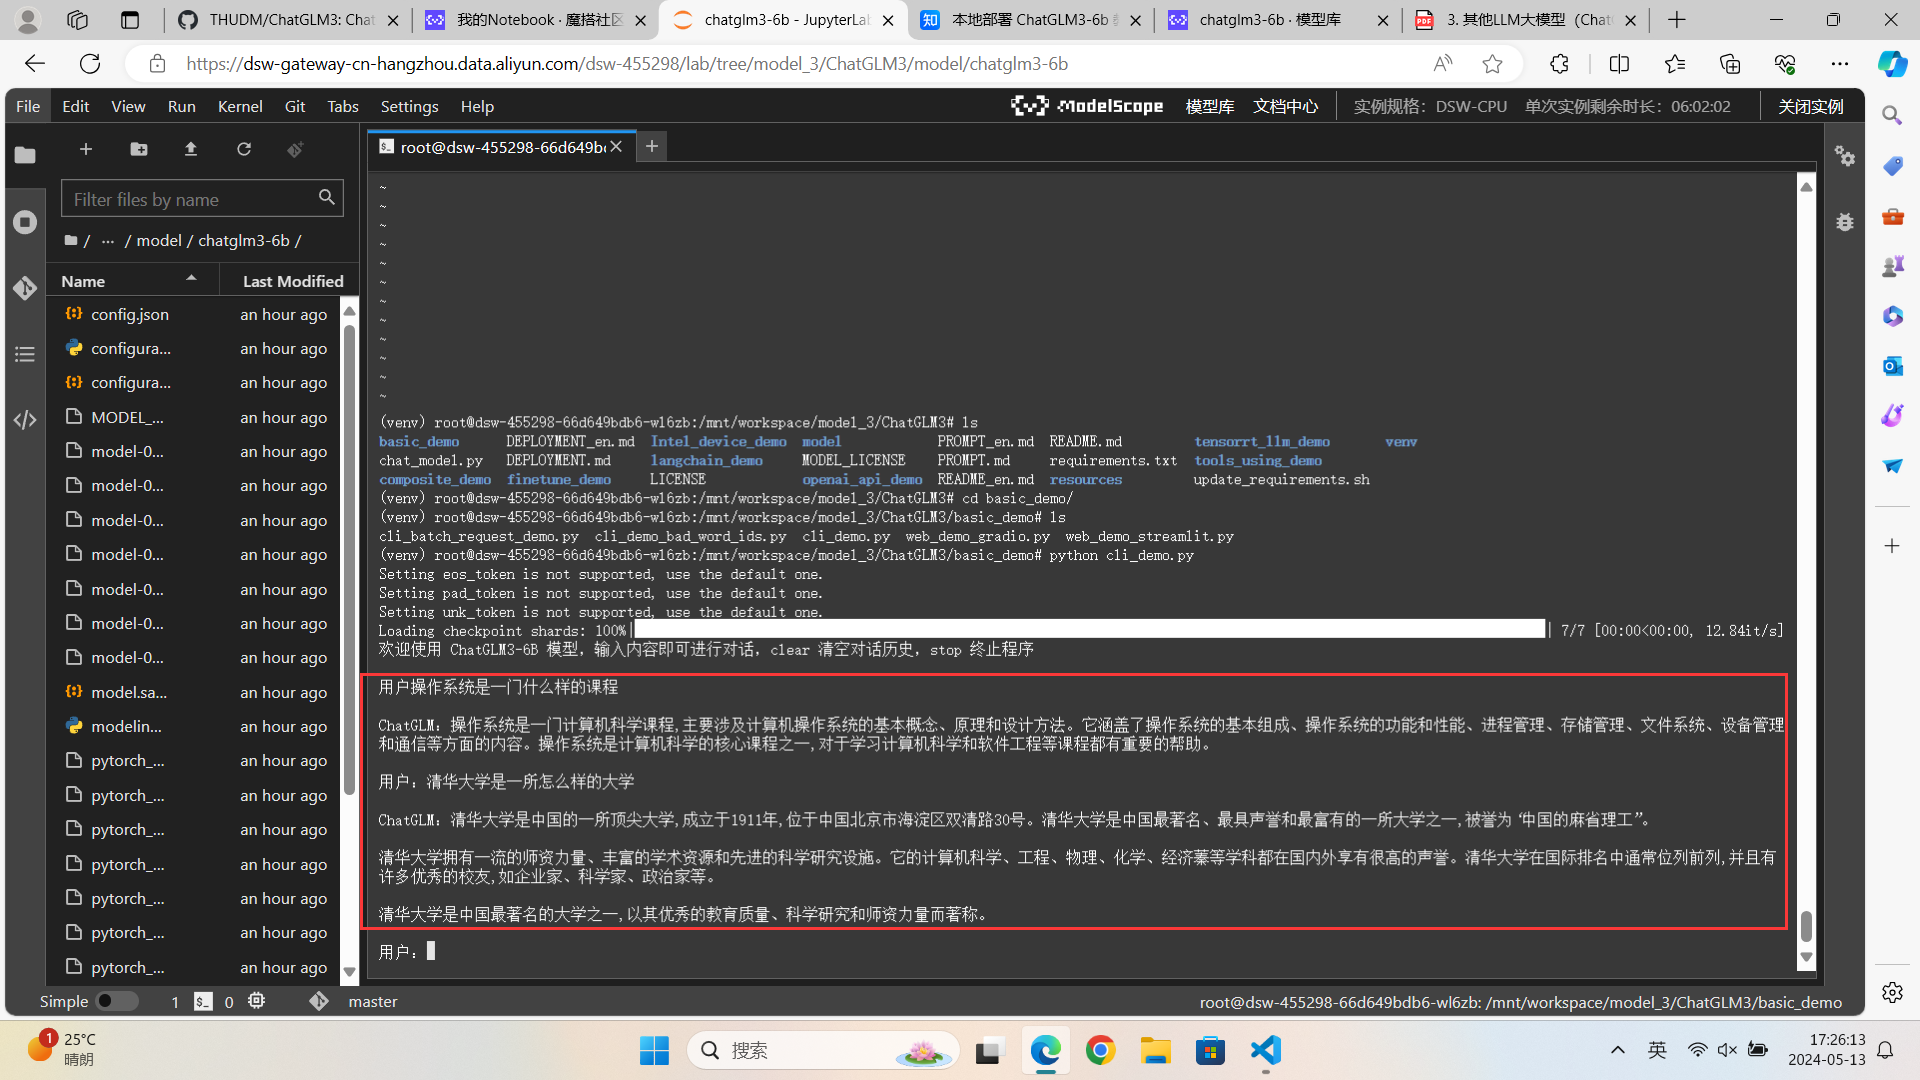 THUDM/ChatGLM3: Chat
我的Notebook · 魔搭社区
chatglm3-6b - JupyterLab
本地部署 ChatGLM3-6b
chatglm3-6b · 模型库
3. 其他LLM大模型（Chat
https://dsw-gateway-cn-hangzhou.data.aliyun.com/dsw-455298/lab/tree/model_3/ChatGLM3/model/chatglm3-6b
File Edit View Run Kernel Git Tabs Settings Help
ModelScope 模型库 文档中心 实例规格：DSW-CPU 单次实例剩余时长：06:02:02 关闭实例
root@dsw-455298-66d649b
Filter files by name
/ ··· / model / chatglm3-6b /
Name Last Modified
config.json an hour ago
configura... an hour ago
configura... an hour ago
MODEL_... an hour ago
model-0... an hour ago
model-0... an hour ago
model-0... an hour ago
model-0... an hour ago
model-0... an hour ago
model-0... an hour ago
model-0... an hour ago
model.sa... an hour ago
modelin... an hour ago
pytorch_... an hour ago
pytorch_... an hour ago
pytorch_... an hour ago
pytorch_... an hour ago
pytorch_... an hour ago
pytorch_... an hour ago
pytorch_... an hour ago
~
~
~
~
~
~
~
~
~
~
~
~
(venv) root@dsw-455298-66d649bdb6-wl6zb:/mnt/workspace/model_3/ChatGLM3# ls
basic_demo DEPLOYMENT_en.md Intel_device_demo model PROMPT_en.md README.md tensorrt_llm_demo venv
chat_model.py DEPLOYMENT.md langchain_demo MODEL_LICENSE PROMPT.md requirements.txt tools_using_demo
composite_demo finetune_demo LICENSE openai_api_demo README_en.md resources update_requirements.sh
(venv) root@dsw-455298-66d649bdb6-wl6zb:/mnt/workspace/model_3/ChatGLM3# cd basic_demo/
(venv) root@dsw-455298-66d649bdb6-wl6zb:/mnt/workspace/model_3/ChatGLM3/basic_demo# ls
cli_batch_request_demo.py cli_demo_bad_word_ids.py cli_demo.py web_demo_gradio.py web_demo_streamlit.py
(venv) root@dsw-455298-66d649bdb6-wl6zb:/mnt/workspace/model_3/ChatGLM3/basic_demo# python cli_demo.py
Setting eos_token is not supported, use the default one.
Setting pad_token is not supported, use the default one.
Setting unk_token is not supported, use the default one.
Loading checkpoint shards: 100%| | 7/7 [00:00<00:00, 12.84it/s]
欢迎使用 ChatGLM3-6B 模型，输入内容即可进行对话，clear 清空对话历史，stop 终止程序
用户操作系统是一门什么样的课程
ChatGLM：操作系统是一门计算机科学课程,主要涉及计算机操作系统的基本概念、原理和设计方法。它涵盖了操作系统的基本组成、操作系统的功能和性能、进程管理、存储管理、文件系统、设备管理
和通信等方面的内容。操作系统是计算机科学的核心课程之一,对于学习计算机科学和软件工程等课程都有重要的帮助。
用户：清华大学是一所怎么样的大学
ChatGLM：清华大学是中国的一所顶尖大学,成立于1911年,位于中国北京市海淀区双清路30号。清华大学是中国最著名、最具声誉和最富有的一所大学之一,被誉为“中国的麻省理工”。
清华大学拥有一流的师资力量、丰富的学术资源和先进的科学研究设施。它的计算机科学、工程、物理、化学、经济藻等学科都在国内外享有很高的声誉。清华大学在国际排名中通常位列前列,并且有
许多优秀的校友,如企业家、科学家、政治家等。
清华大学是中国最著名的大学之一,以其优秀的教育质量、科学研究和师资力量而著称。
用户：
Simple 1 0 master root@dsw-455298-66d649bdb6-wl6zb: /mnt/workspace/model_3/ChatGLM3/basic_demo
1 25°C
晴朗
搜索
英
17:26:13
2024-05-13